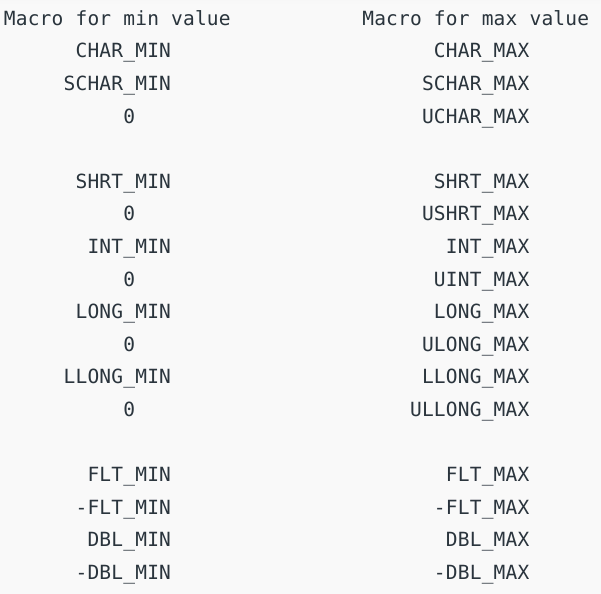 Macro for min value Macro for max value
CHAR_MIN CHAR_MAX
SCHAR_MIN SCHAR_MAX
0 UCHAR_MAX
SHRT_MIN SHRT_MAX
0 USHRT_MAX
INT_MIN INT_MAX
0 UINT_MAX
LONG_MIN LONG_MAX
0 ULONG_MAX
LLONG_MIN LLONG_MAX
0 ULLONG_MAX
FLT_MIN FLT_MAX
-FLT_MIN -FLT_MAX
DBL_MIN DBL_MAX
-DBL_MIN -DBL_MAX